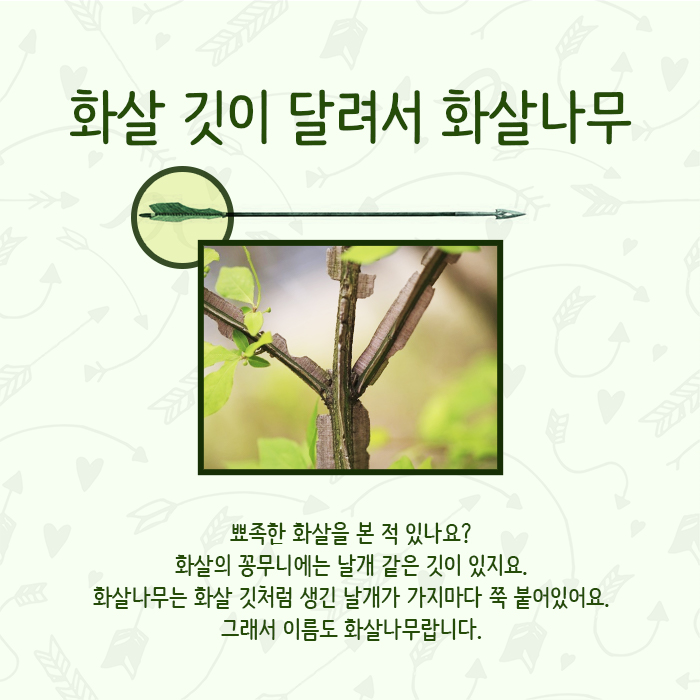 화살 깃이 달려서 화살나무
뾰족한 화살을 본 적 있나요?
화살의 꽁무니에는 날개 같은 깃이 있지요.
화살나무는 화살 깃처럼 생긴 날개가 가지마다 쭉 붙어있어요.
그래서 이름도 화살나무랍니다.